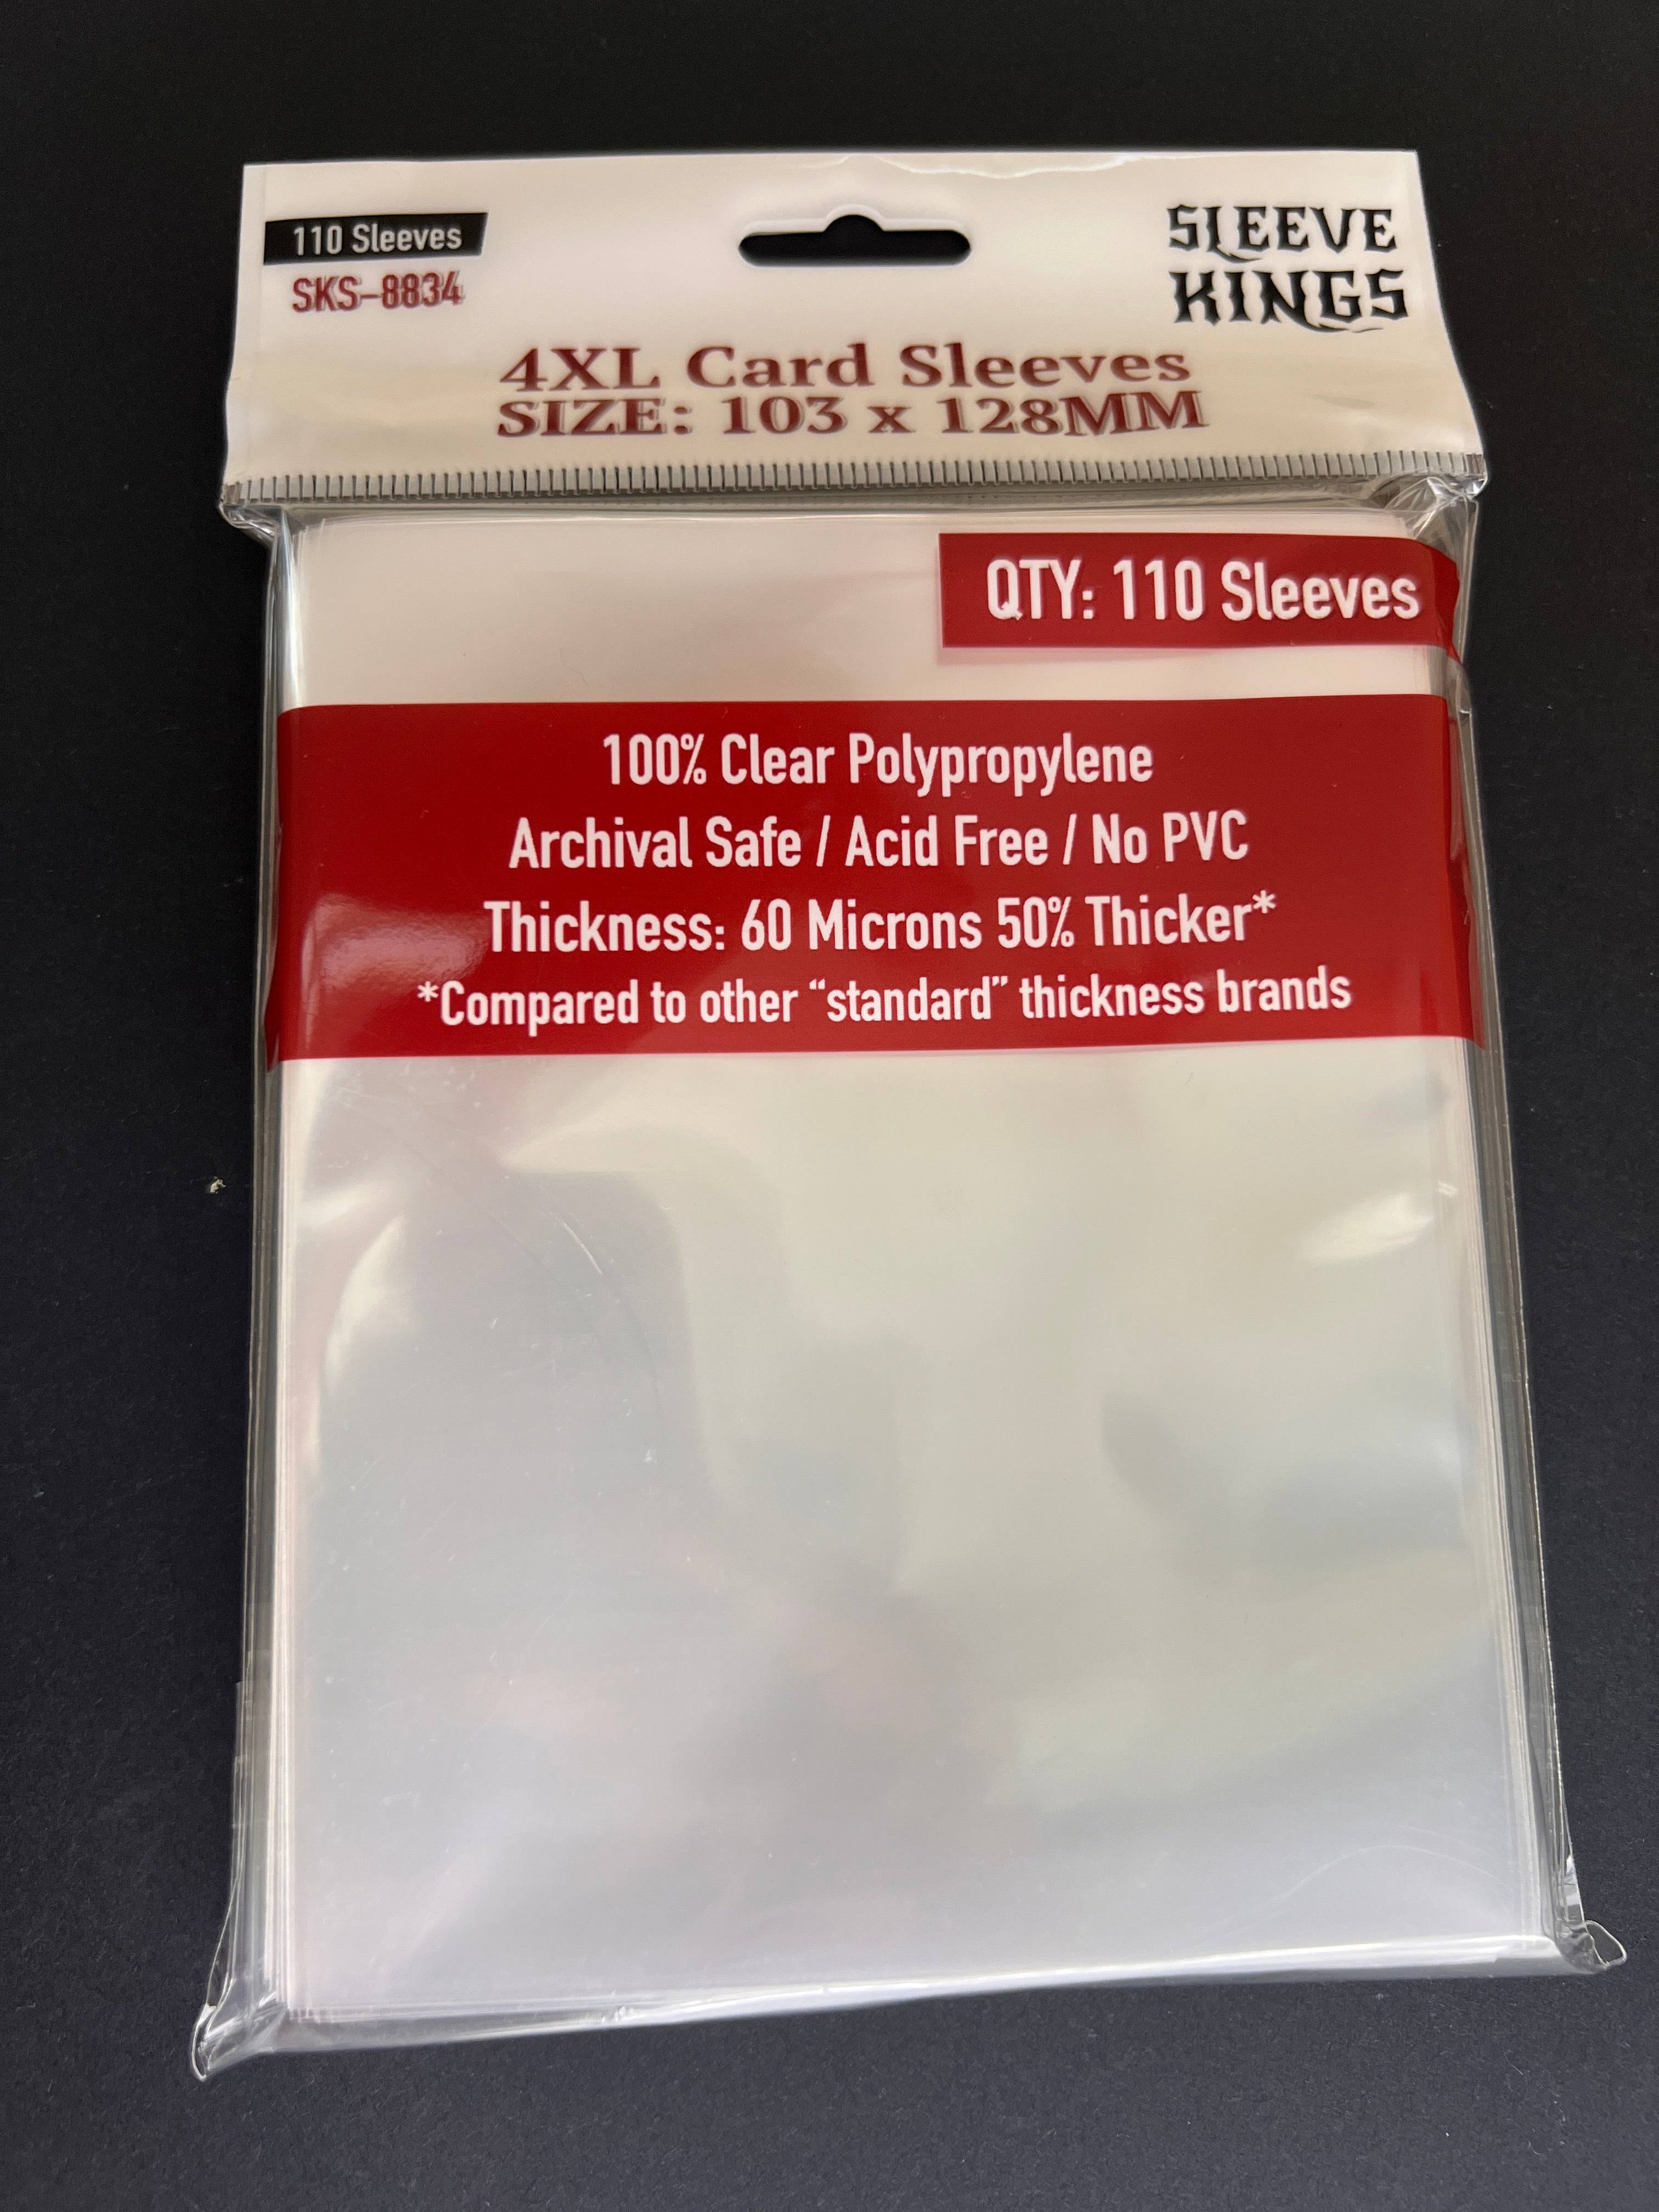 110 Sleeves
SKS-8834
SLEEVE
KINGS
4XL Card Sleeves
SIZE: 103 x 128MM
QTY: 110 Sleeves
100% Clear Polypropylene
Archival Safe / Acid Free / No PVC
Thickness: 60 Microns 50% Thicker*
*Compared to other “standard” thickness brands